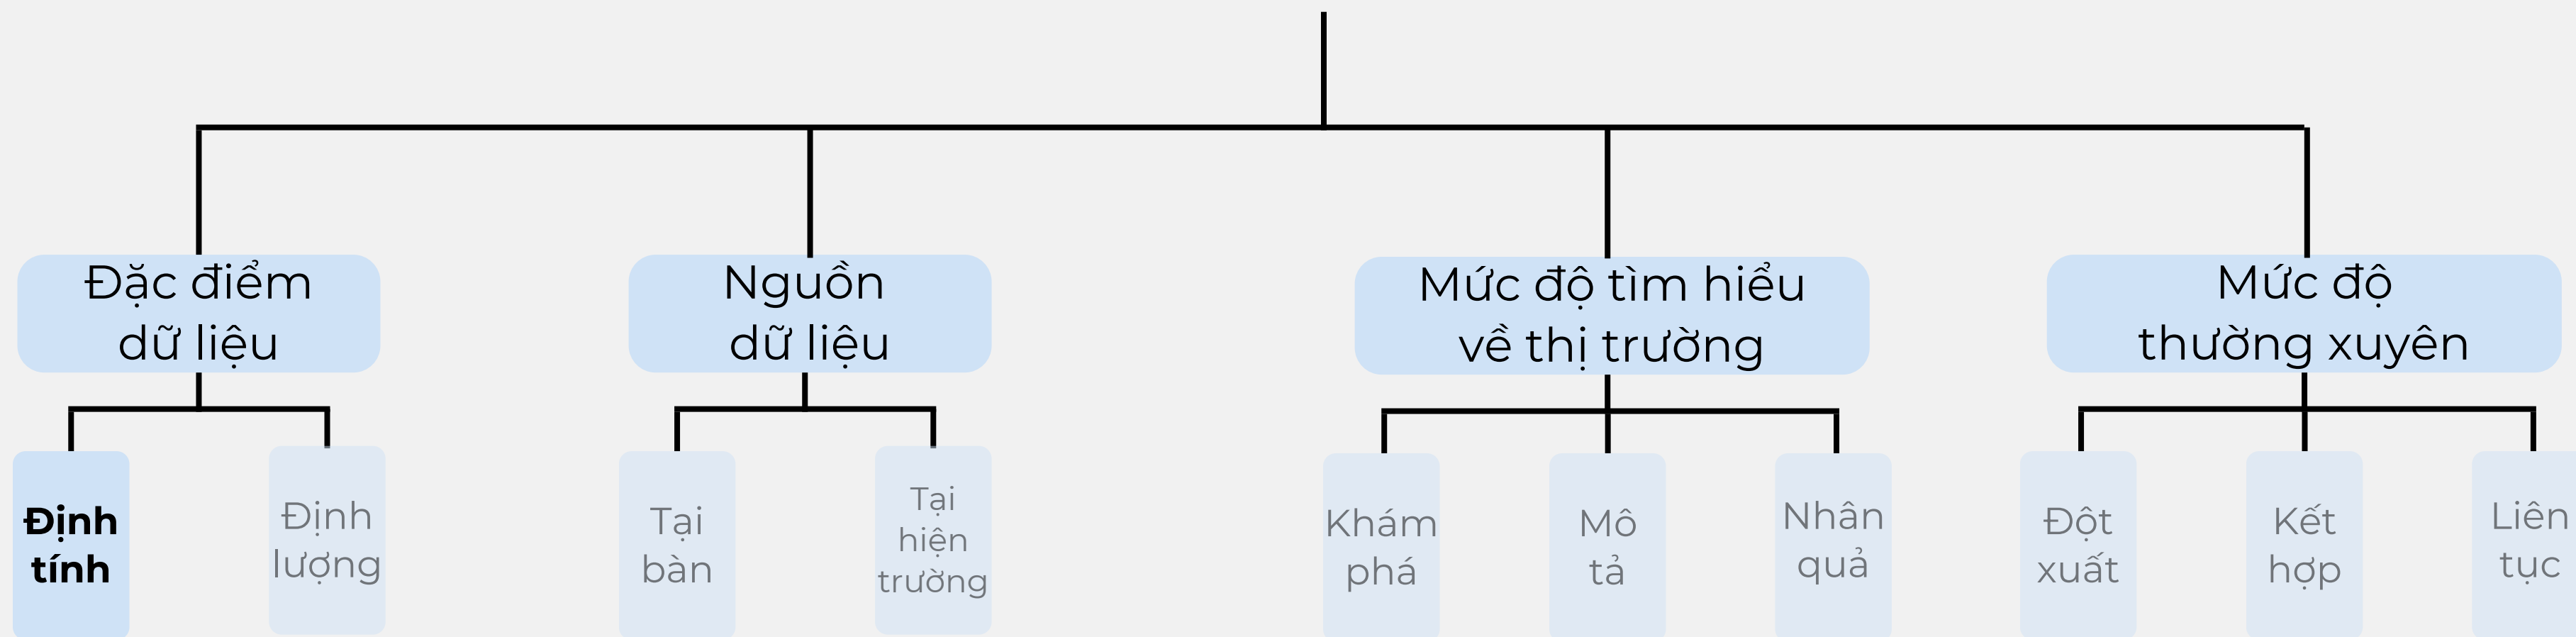 Đặc điểm
dữ liệu
Nguồn
dữ liệu
Mức độ tìm hiểu
về thị trường
Mức độ
thường xuyên
Định
tính
Định
lượng
Tại
bàn
Tại
hiện
trường
Khám
phá
Mô
tả
Nhân
quả
Đột
xuất
Kết
hợp
Liên
tục